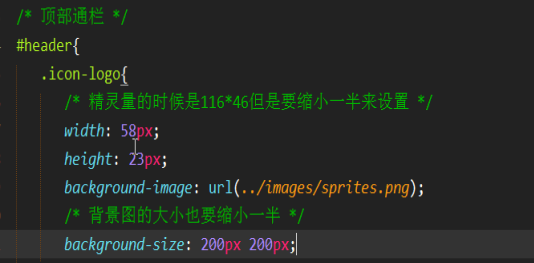 /* 顶部通栏 */
#header{
.icon-logo{
/* 精灵量的时候是116*46但是要缩小一半来设置 */
width: 58px;
height: 23px;
background-image: url(../images/sprites.png);
/* 背景图的大小也要缩小一半 */
background-size: 200px 200px;